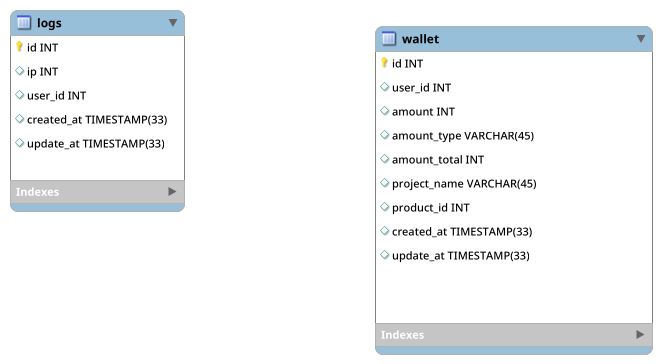 logs
id INT
ip INT
user_id INT
created_at TIMESTAMP(33)
update_at TIMESTAMP(33)
Indexes
wallet
id INT
user_id INT
amount INT
amount_type VARCHAR(45)
amount_total INT
project_name VARCHAR(45)
product_id INT
created_at TIMESTAMP(33)
update_at TIMESTAMP(33)
Indexes